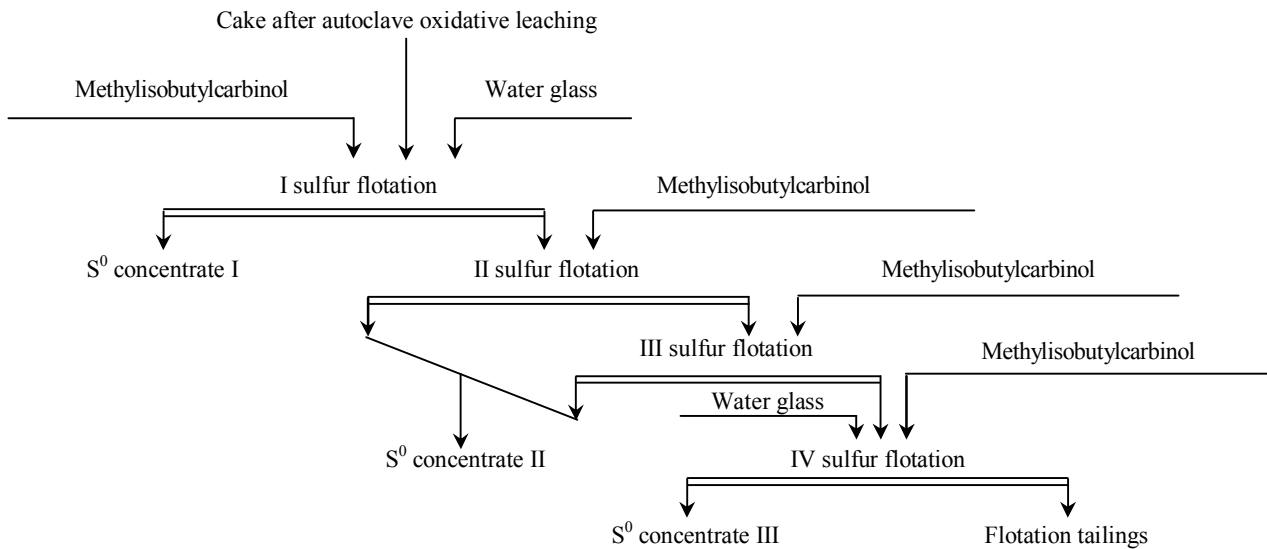 Cake after autoclave oxidative leaching
Methylisobutylcarbinol
Water glass
I sulfur flotation
Methylisobutylcarbinol
S⁰ concentrate I
II sulfur flotation
Methylisobutylcarbinol
III sulfur flotation
Methylisobutylcarbinol
Water glass
S⁰ concentrate II
IV sulfur flotation
S⁰ concentrate III
Flotation tailings